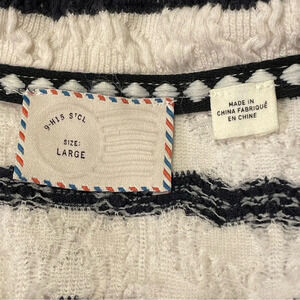 9-H15 S'CL
SIZE:
LARGE
MADE IN
CHINA FABRIQUÉ
EN CHINE